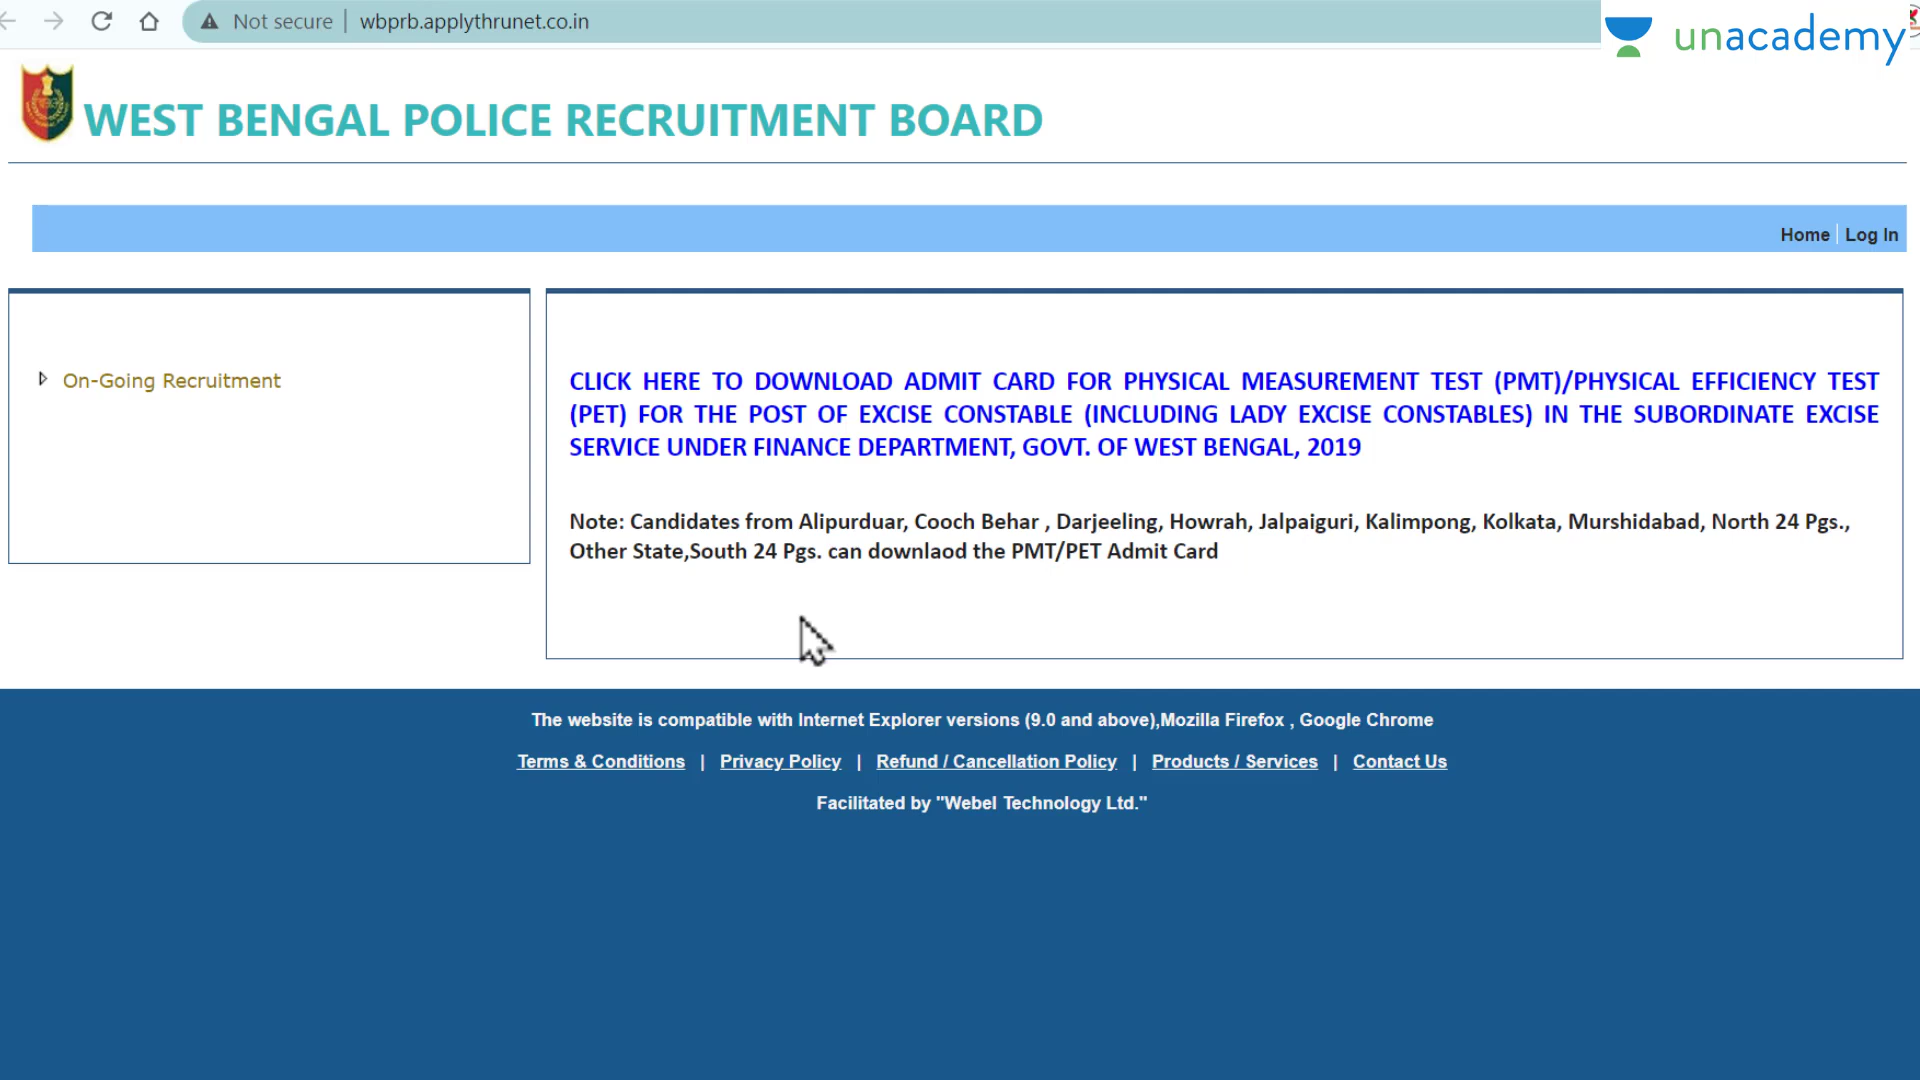 Not secure | wbprb.applythrunet.co.in
unacademy
WEST BENGAL POLICE RECRUITMENT BOARD
Home | Log In
On-Going Recruitment
CLICK HERE TO DOWNLOAD ADMIT CARD FOR PHYSICAL MEASUREMENT TEST (PMT)/PHYSICAL EFFICIENCY TEST
(PET) FOR THE POST OF EXCISE CONSTABLE (INCLUDING LADY EXCISE CONSTABLES) IN THE SUBORDINATE EXCISE
SERVICE UNDER FINANCE DEPARTMENT, GOVT. OF WEST BENGAL, 2019
Note: Candidates from Alipurduar, Cooch Behar , Darjeeling, Howrah, Jalpaiguri, Kalimpong, Kolkata, Murshidabad, North 24 Pgs.,
Other State,South 24 Pgs. can downlaod the PMT/PET Admit Card
The website is compatible with Internet Explorer versions (9.0 and above),Mozilla Firefox , Google Chrome
Terms & Conditions | Privacy Policy | Refund / Cancellation Policy | Products / Services | Contact Us
Facilitated by "Webel Technology Ltd."